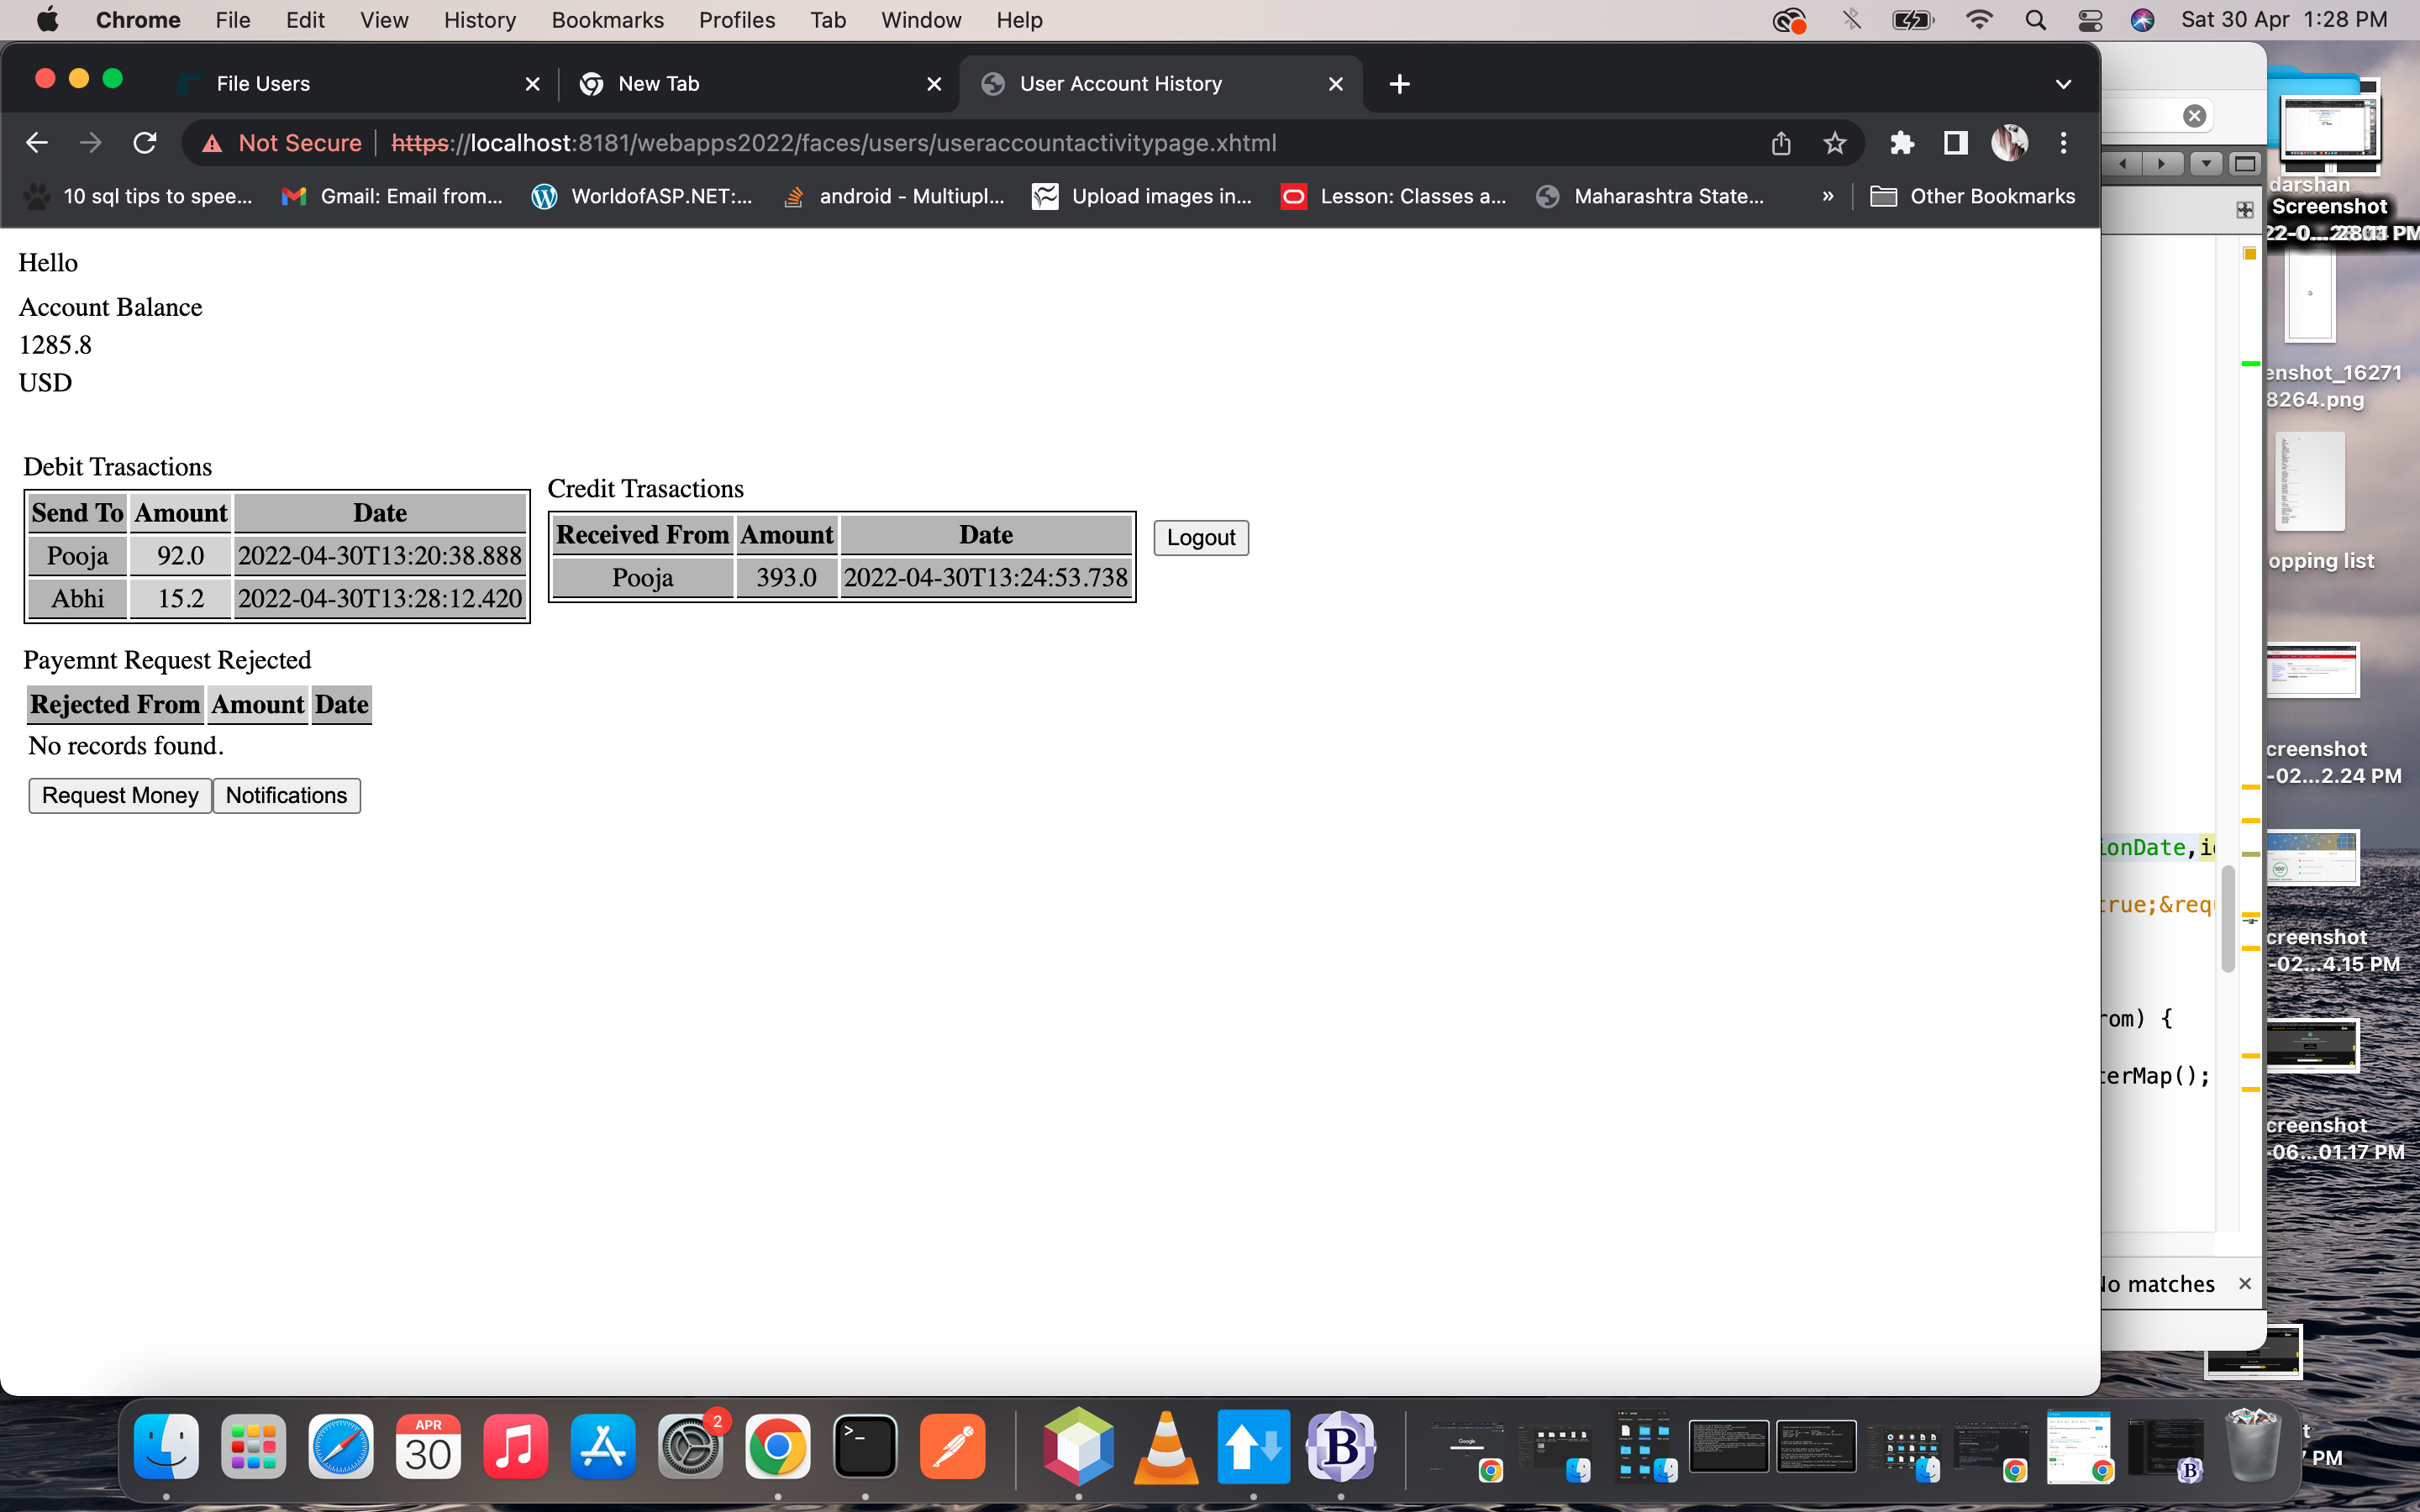 Chrome File Edit View History Bookmarks Profiles Tab Window Help Sat 30 Apr 1:28 PM
File Users New Tab User Account History
Not Secure https://localhost:8181/webapps2022/faces/users/useraccountactivitypage.xhtml
10 sql tips to spee... Gmail: Email from... WorldofASP.NET:... android - Multiupl... Upload images in... Lesson: Classes a... Maharashtra State... » Other Bookmarks
Hello
Account Balance
1285.8
USD
Debit Trasactions
Send To Amount Date
Pooja 92.0 2022-04-30T13:20:38.888
Abhi 15.2 2022-04-30T13:28:12.420
Credit Trasactions
Received From Amount Date
Pooja 393.0 2022-04-30T13:24:53.738
Logout
Payemnt Request Rejected
Rejected From Amount Date
No records found.
Request Money Notifications
ionDate,i
true;&req
rom) {
terMap();
No matches
darshan
Screenshot
enshot_16271
8264.png
opping list
creenshot
-02...2.24 PM
creenshot
-02...4.15 PM
creenshot
-06...01.17 PM
PM
APR
30
2
B